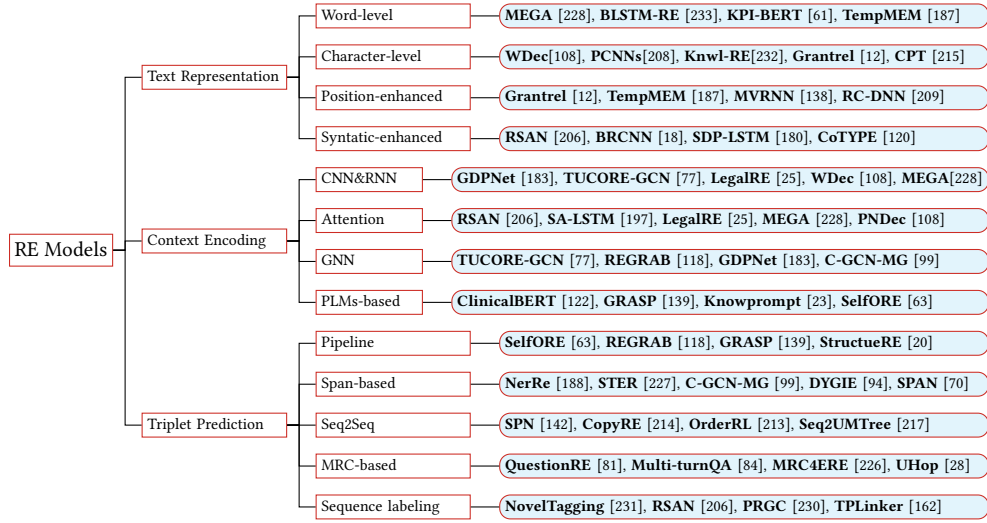 RE Models
Text Representation
Word-level
MEGA [228], BLSTM-RE [233], KPI-BERT [61], TempMEM [187]
Character-level
WDec[108], PCNNs[208], Knwl-RE[232], Grantrel [12], CPT [215]
Position-enhanced
Grantrel [12], TempMEM [187], MVRNN [138], RC-DNN [209]
Syntatic-enhanced
RSAN [206], BRCNN [18], SDP-LSTM [180], CoTYPE [120]
Context Encoding
CNN&RNN
GDPNet [183], TUCORE-GCN [77], LegalRE [25], WDec [108], MEGA[228]
Attention
RSAN [206], SA-LSTM [197], LegalRE [25], MEGA [228], PNDec [108]
GNN
TUCORE-GCN [77], REGRAB [118], GDPNet [183], C-GCN-MG [99]
PLMs-based
ClinicalBERT [122], GRASP [139], Knowprompt [23], SelfORE [63]
Triplet Prediction
Pipeline
SelfORE [63], REGRAB [118], GRASP [139], StructueRE [20]
Span-based
NerRe [188], STER [227], C-GCN-MG [99], DYGIE [94], SPAN [70]
Seq2Seq
SPN [142], CopyRE [214], OrderRL [213], Seq2UMTree [217]
MRC-based
QuestionRE [81], Multi-turnQA [84], MRC4ERE [226], UHop [28]
Sequence labeling
NovelTagging [231], RSAN [206], PRGC [230], TPLinker [162]